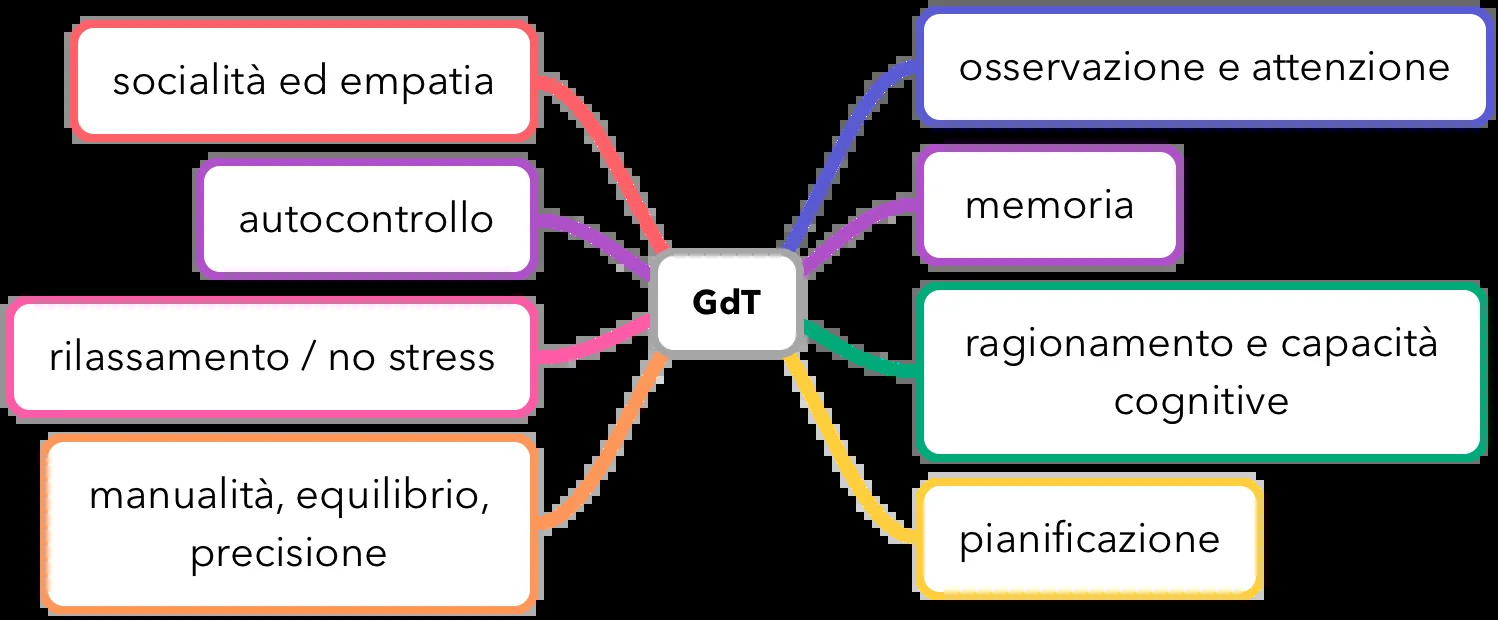 socialità ed empatia
autocontrollo
rilassamento / no stress
manualità, equilibrio,
precisione
GdT
osservazione e attenzione
memoria
ragionamento e capacità
cognitive
pianificazione